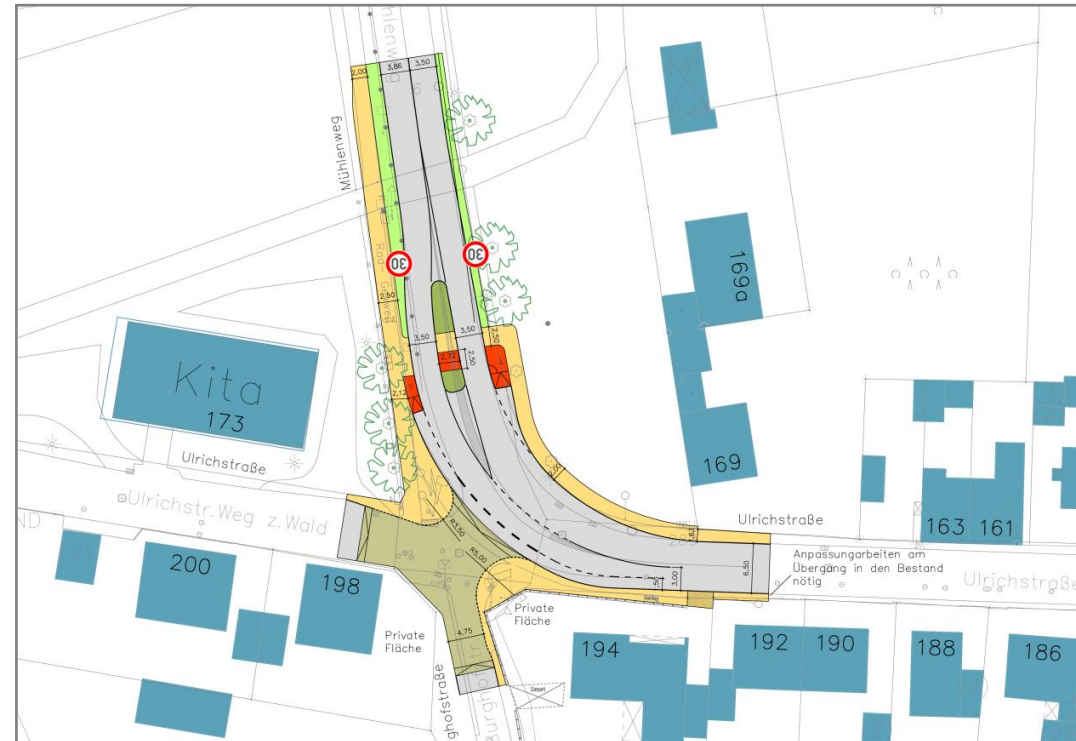 2,00
3,86
3,50
Mühlenweg
30
30
2,50
3,50
3,50
2,50
2,72
2,50
2,12
Kita
173
Ulrichstraße
Ulrichstr.Weg z.Wald
169a
169
2,00
R3,50
R5,00
Ulrichstraße
163
161
Anpassungarbeiten am
Übergang in den Bestand
nötig
Ulrichstraße
6,50
3,00
200
198
Private
Fläche
Private
Fläche
4,75
194
192
190
188
186
Carport